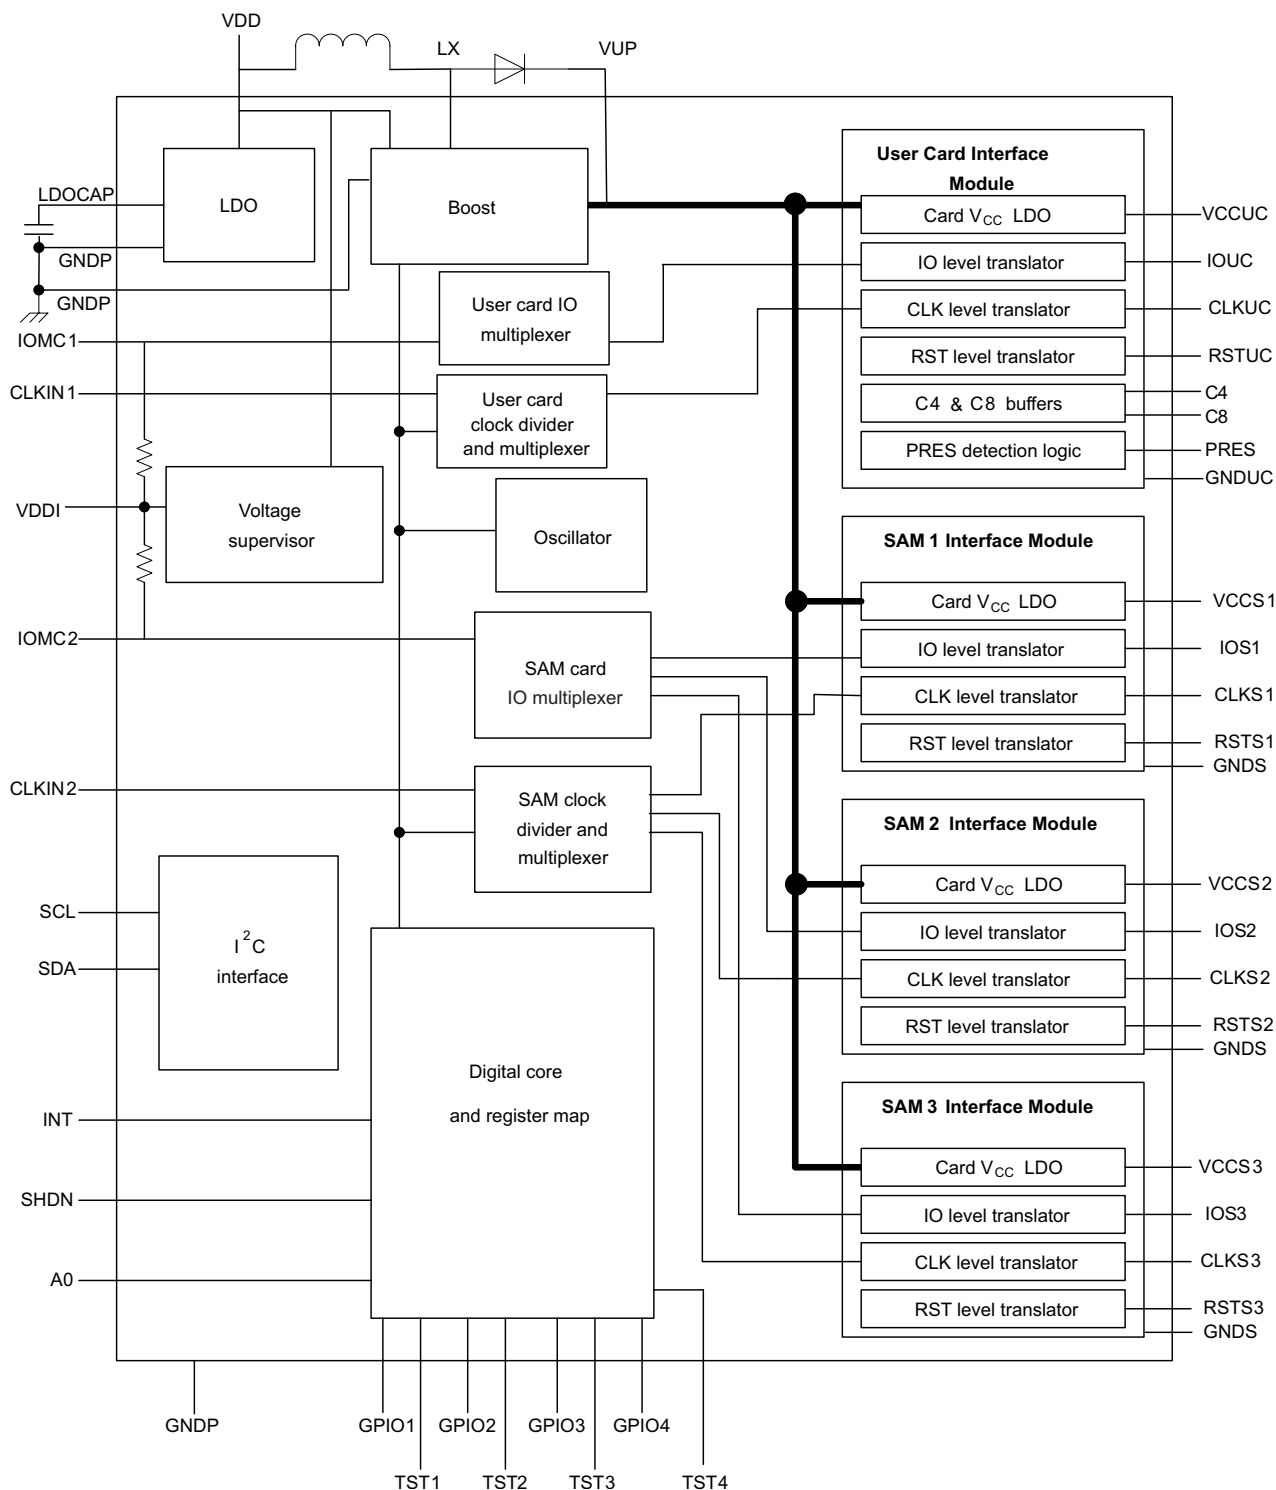 VDD
LX
VUP
LDOCAP
GNDP
GNDP
IOMC1
CLKIN1
VDDI
IOMC2
CLKIN2
SCL
SDA
INT
SHDN
A0
LDO
Boost
User card IO
multiplexer
User card
clock divider
and multiplexer
Voltage
supervisor
Oscillator
SAM card
IO multiplexer
SAM clock
divider and
multiplexer
I2C
interface
Digital core
and register map
User Card Interface
Module
Card VCC LDO
IO level translator
CLK level translator
RST level translator
C4 & C8 buffers
PRES detection logic
VCCUC
IOUC
CLKUC
RSTUC
C4
C8
PRES
GNDUC
SAM 1 Interface Module
Card VCC LDO
IO level translator
CLK level translator
RST level translator
VCCS1
IOS1
CLKS1
RSTS1
GNDS
SAM 2 Interface Module
Card VCC LDO
IO level translator
CLK level translator
RST level translator
VCCS2
IOS2
CLKS2
RSTS2
GNDS
SAM 3 Interface Module
Card VCC LDO
IO level translator
CLK level translator
RST level translator
VCCS3
IOS3
CLKS3
RSTS3
GNDS
GNDP
GPIO1
GPIO2
GPIO3
GPIO4
TST1
TST2
TST3
TST4